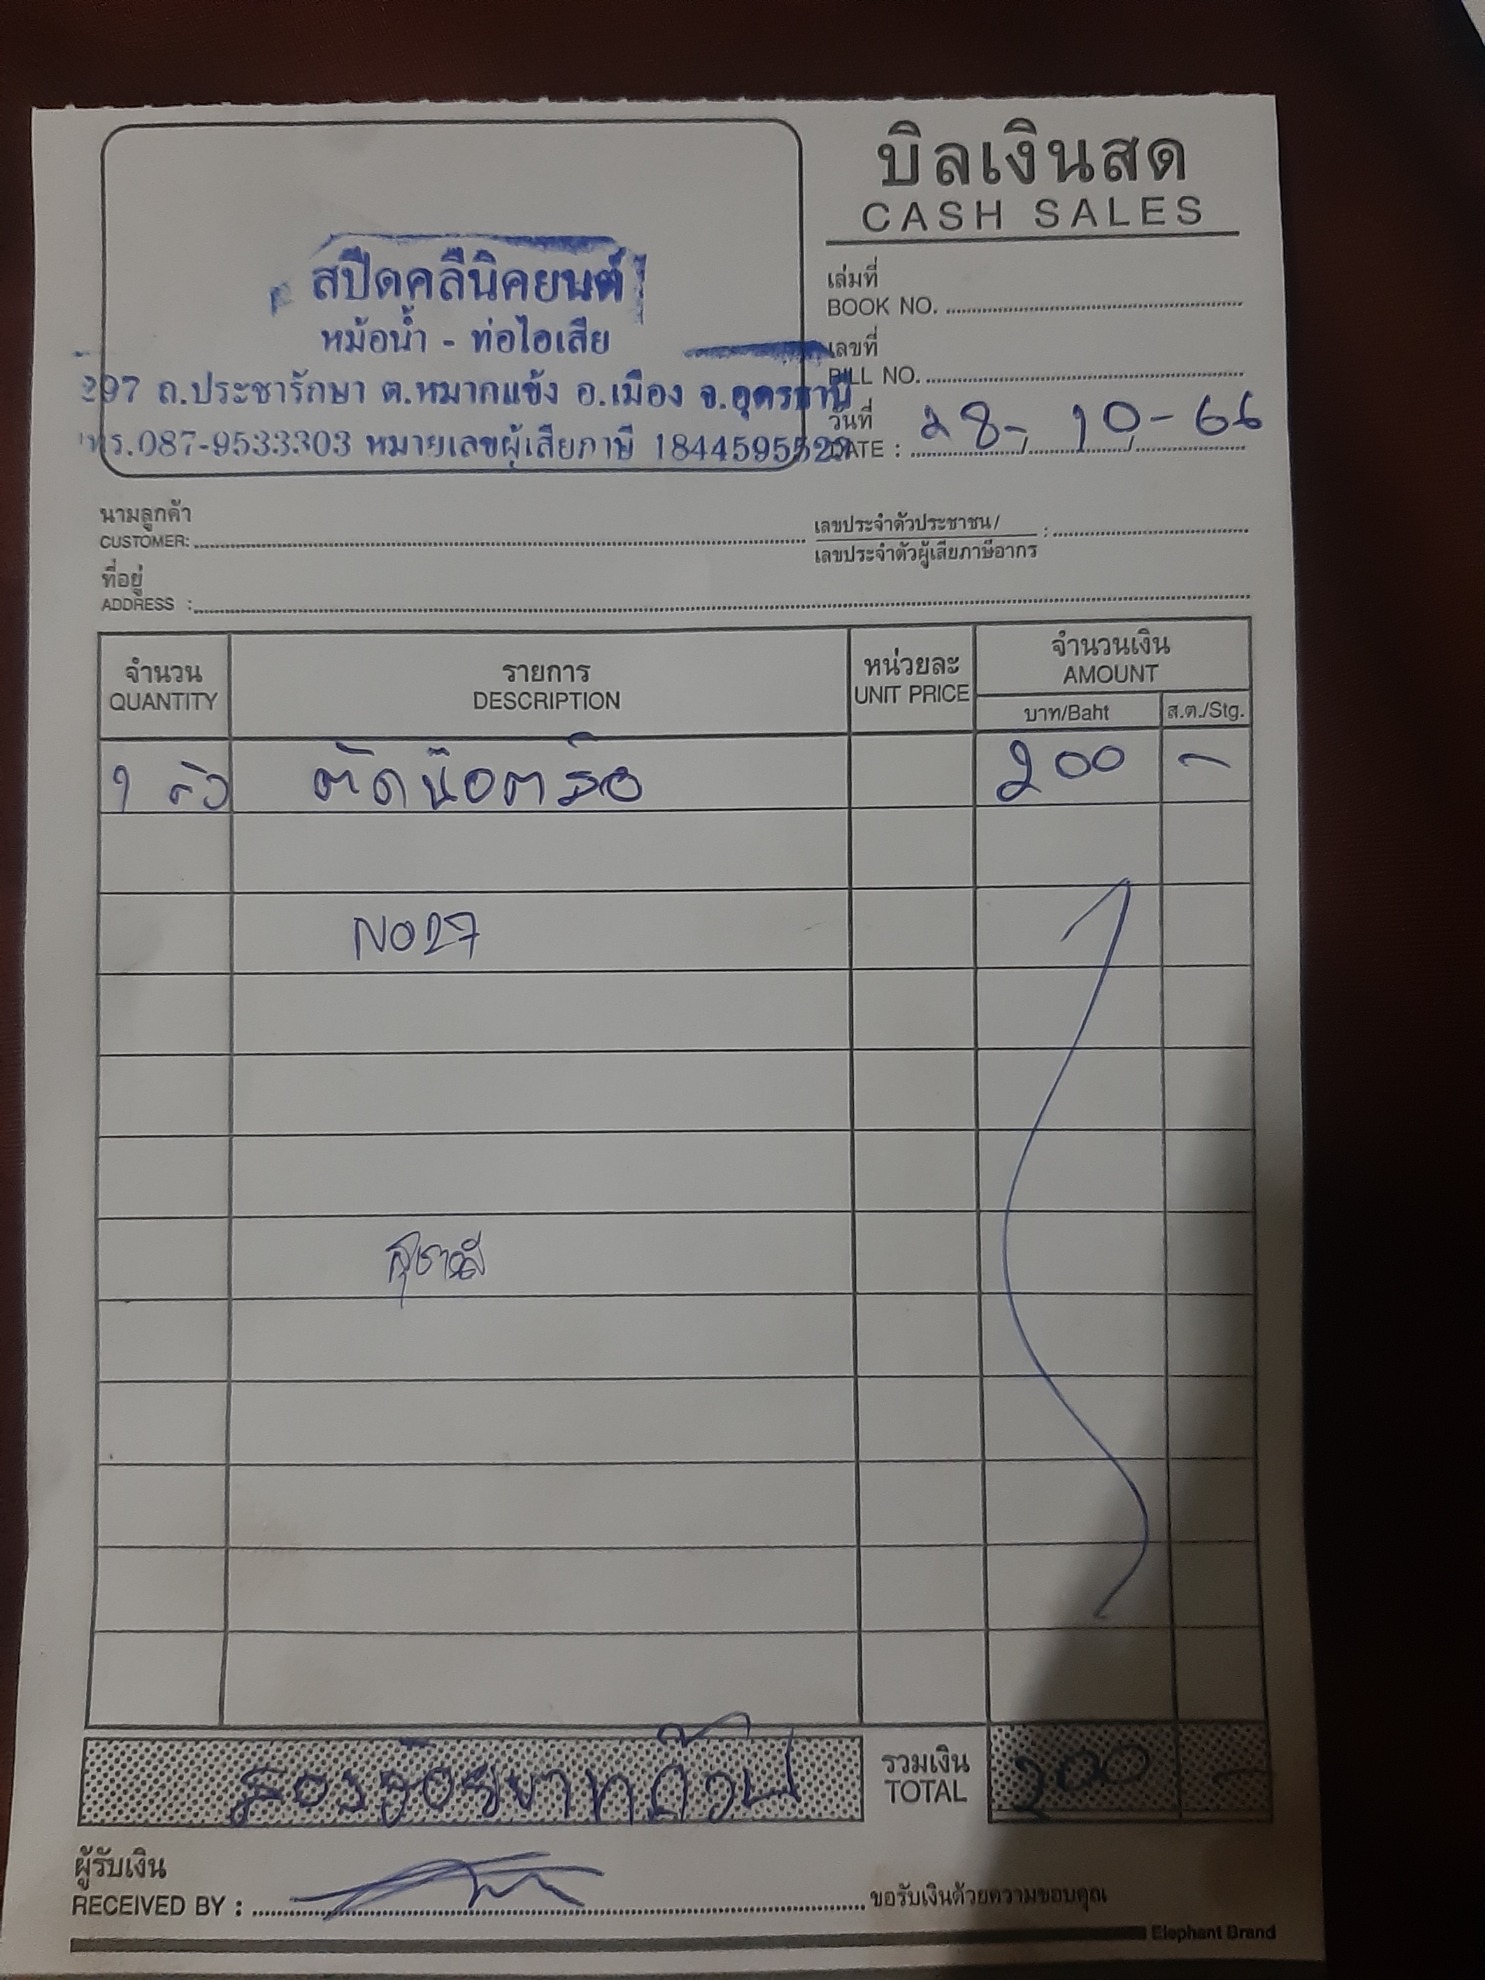 บิลเงินสด
CASH SALES
สปีดคลีนิคยนต์
หม้อน้ำ - ท่อไอเสีย
297 ถ.ประชารักษา ต.หมากแข้ง อ.เมือง จ.อุดรธานี
โทร.087-9533303 หมายเลขผู้เสียภาษี 1844595522
เล่มที่
BOOK NO.
เลขที่
BILL NO.
วันที่
DATE : 28-10-66
นามลูกค้า
CUSTOMER:
เลขประจำตัวประชาชน/
เลขประจำตัวผู้เสียภาษีอากร :
ที่อยู่
ADDRESS :
จำนวน รายการ หน่วยละ จำนวนเงิน
QUANTITY DESCRIPTION UNIT PRICE AMOUNT
บาท/Baht ส.ต./Stg.
1 ตัว ตัดน๊อตล้อ 200 -
NO27
สองร้อยบาทถ้วน
รวมเงิน
TOTAL 200 -
ผู้รับเงิน
RECEIVED BY : ขอรับเงินด้วยความขอบคุณ
Elephant Brand